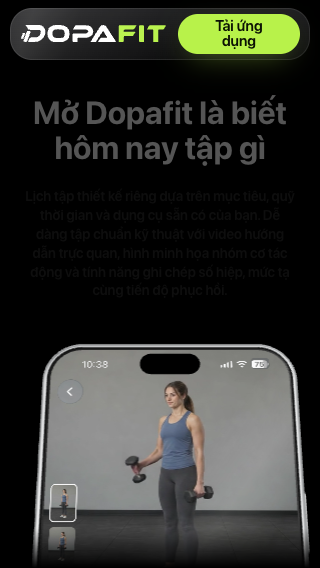 DOPAFIT
Tải ứng
dụng
Mở Dopafit là biết
hôm nay tập gì
Lịch tập thiết kế riêng dựa trên mục tiêu, quỹ
thời gian và dụng cụ sẵn có của bạn. Dễ
dàng tập chuẩn kỹ thuật với video hướng
dẫn trực quan, hình minh họa nhóm cơ tác
động và tính năng ghi chép số hiệp, mức tạ
cùng tiến độ phục hồi.
10:38
76